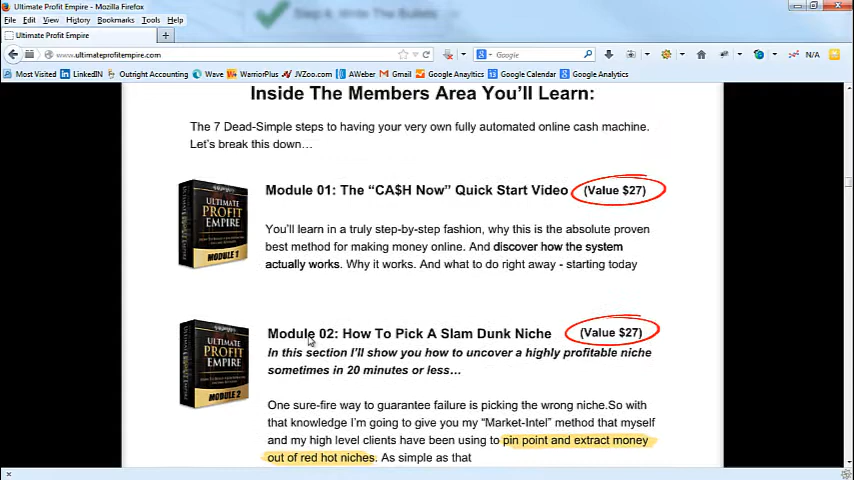 Ultimate Profit Empire - Mozilla Firefox
File Edit View History Bookmarks Tools Help
Ultimate Profit Empire
www.ultimateprofitempire.com
Google
N/A
Most Visited LinkedIN Outright Accounting Wave WarriorPlus JVZoo.com AWeber Gmail Google Anaytics Google Calendar Google Analytics
Step 4: Write The Bullets
Inside The Members Area You'll Learn:
The 7 Dead-Simple steps to having your very own fully automated online cash machine.
Let's break this down...
Module 01: The "CA$H Now" Quick Start Video (Value $27)
ULTIMATE
PROFIT
EMPIRE
MODULE 1
You'll learn in a truly step-by-step fashion, why this is the absolute proven
best method for making money online. And discover how the system
actually works. Why it works. And what to do right away - starting today
Module 02: How To Pick A Slam Dunk Niche (Value $27)
ULTIMATE
PROFIT
EMPIRE
MODULE 2
In this section I'll show you how to uncover a highly profitable niche
sometimes in 20 minutes or less...
One sure-fire way to guarantee failure is picking the wrong niche.So with
that knowledge I'm going to give you my "Market-Intel" method that myself
and my high level clients have been using to pin point and extract money
out of red hot niches. As simple as that